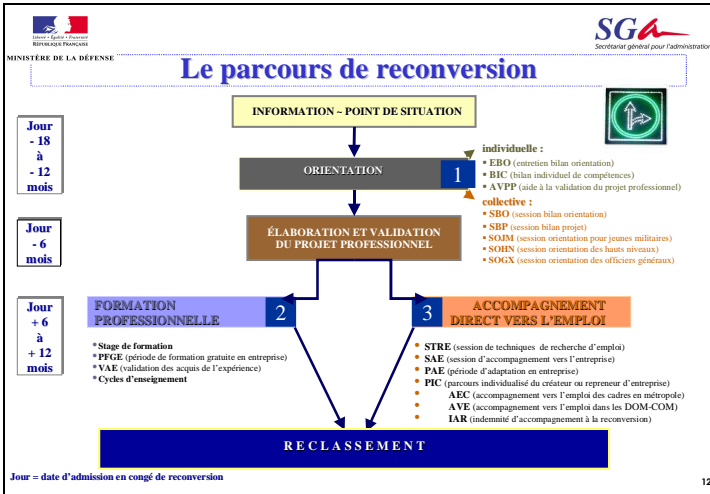 Liberté • Égalité • Fraternité
RÉPUBLIQUE FRANÇAISE
MINISTÈRE DE LA DÉFENSE
SGA
Secrétariat général pour l'administration
Le parcours de reconversion
INFORMATION ~ POINT DE SITUATION
Jour
- 18
à
- 12
mois
ORIENTATION
1
individuelle :
▪ EBO (entretien bilan orientation)
▪ BIC (bilan individuel de compétences)
▪ AVPP (aide à la validation du projet professionnel)
collective :
▪ SBO (session bilan orientation)
▪ SBP (session bilan projet)
▪ SOJM (session orientation pour jeunes militaires)
▪ SOHN (session orientation des hauts niveaux)
▪ SOGX (session orientation des officiers généraux)
Jour
- 6
mois
ÉLABORATION ET VALIDATION
DU PROJET PROFESSIONNEL
Jour
+ 6
à
+ 12
mois
FORMATION
PROFESSIONNELLE
2
• Stage de formation
• PFGE (période de formation gratuite en entreprise)
• VAE (validation des acquis de l'expérience)
• Cycles d'enseignement
3
ACCOMPAGNEMENT
DIRECT VERS L'EMPLOI
• STRE (session de techniques de recherche d'emploi)
• SAE (session d'accompagnement vers l'entreprise)
• PAE (période d'adaptation en entreprise)
• PIC (parcours individualisé du créateur ou repreneur d'entreprise)
• AEC (accompagnement vers l'emploi des cadres en métropole)
• AVE (accompagnement vers l'emploi dans les DOM-COM)
• IAR (indemnité d'accompagnement à la reconversion)
RECLASSEMENT
Jour = date d'admission en congé de reconversion
12